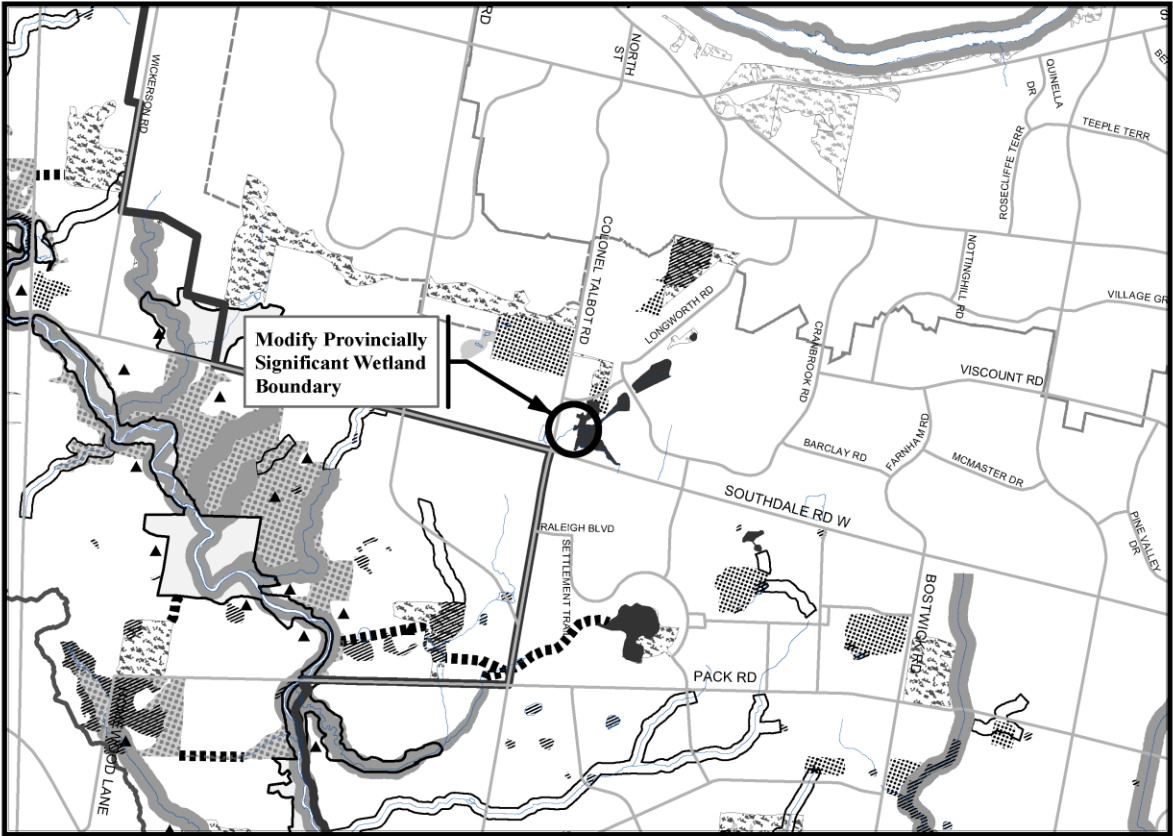 RD
NORTH
ST
WICKERSON RD
QUINELLA
DR
TEEPLE TERR
ROSECLIFFE TERR
COLONEL TALBOT RD
NOTTINGHILL RD
VILLAGE GR
LONGWORTH RD
CRANBROOK RD
Modify Provincially
Significant Wetland
Boundary
VISCOUNT RD
BARCLAY RD
FARNHAM RD
MCMASTER DR
SOUTHDALE RD W
PINE VALLEY
DR
RALEIGH BLVD
SETTLEMENT TRAIL
BOSTWICK RD
PACK RD
LANE